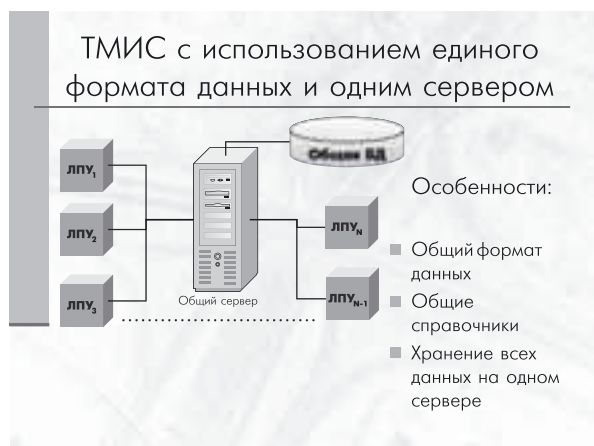 ТМИС с использованием единого
формата данных и одним сервером
Общая БД
ЛПУ1
ЛПУ2
ЛПУ3
Общий сервер
ЛПУN
ЛПУN-1
Особенности:
Общий формат
данных
Общие
справочники
Хранение всех
данных на одном
сервере